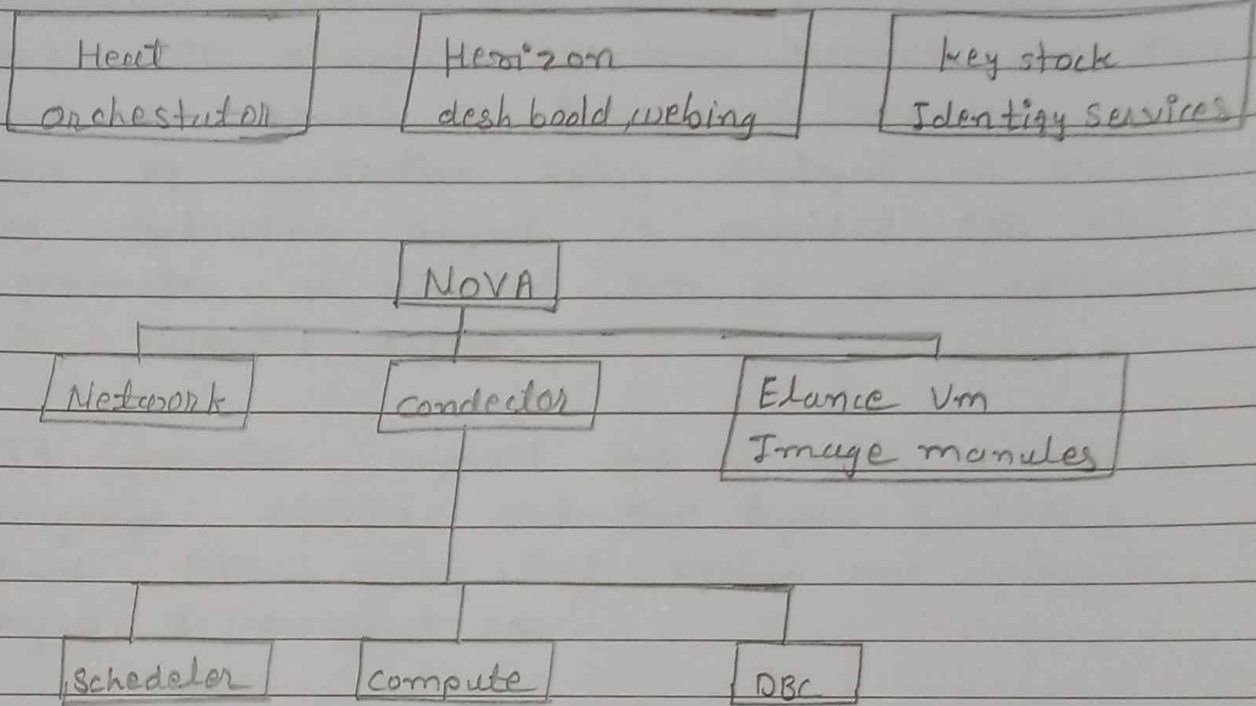 Heat
orchestutor
Herizon
desh boald, webing
key stock
Identiqy services
NOVA
Network
condector
Elance Vm
Image manules
schedeler
compute
DBC